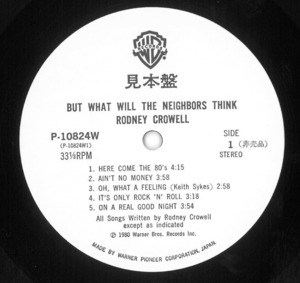 見本盤
BUT WHAT WILL THE NEIGHBORS THINK
RODNEY CROWELL
P-10824W
(P-10824W1)
33⅓RPM
SIDE
1 (非売品)
STEREO
1. HERE COME THE 80's 4:15
2. AIN'T NO MONEY 3:58
3. OH, WHAT A FEELING (Keith Sykes) 2:58
4. IT'S ONLY ROCK 'N' ROLL 3:18
5. ON A REAL GOOD NIGHT 3:54
All Songs Written by Rodney Crowell
except as indicated
Ⓟ 1980 Warner Bros. Records Inc.
MADE BY WARNER PIONEER CORPORATION, JAPAN